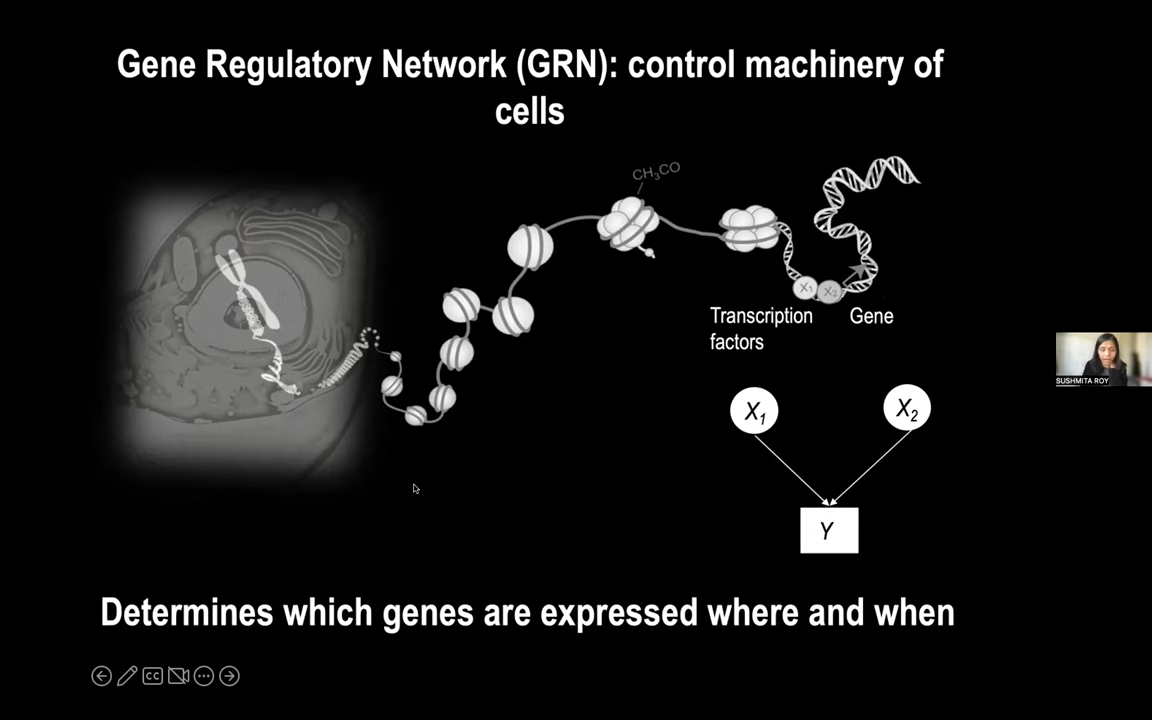 Gene Regulatory Network (GRN): control machinery of
cells
CH₃CO
X₁ X₂
Transcription
factors
Gene
X₁
X₂
Y
SUSHMITA ROY
Determines which genes are expressed where and when
CC